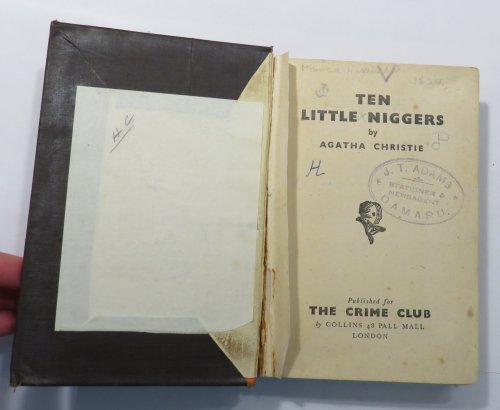 H.C
TEN
LITTLE NIGGERS
by
AGATHA CHRISTIE
H
J. T. ADAMS
STATIONER &
NEWSAGENT
OAMARU.
Published for
THE CRIME CLUB
by COLLINS 48 PALL MALL
LONDON